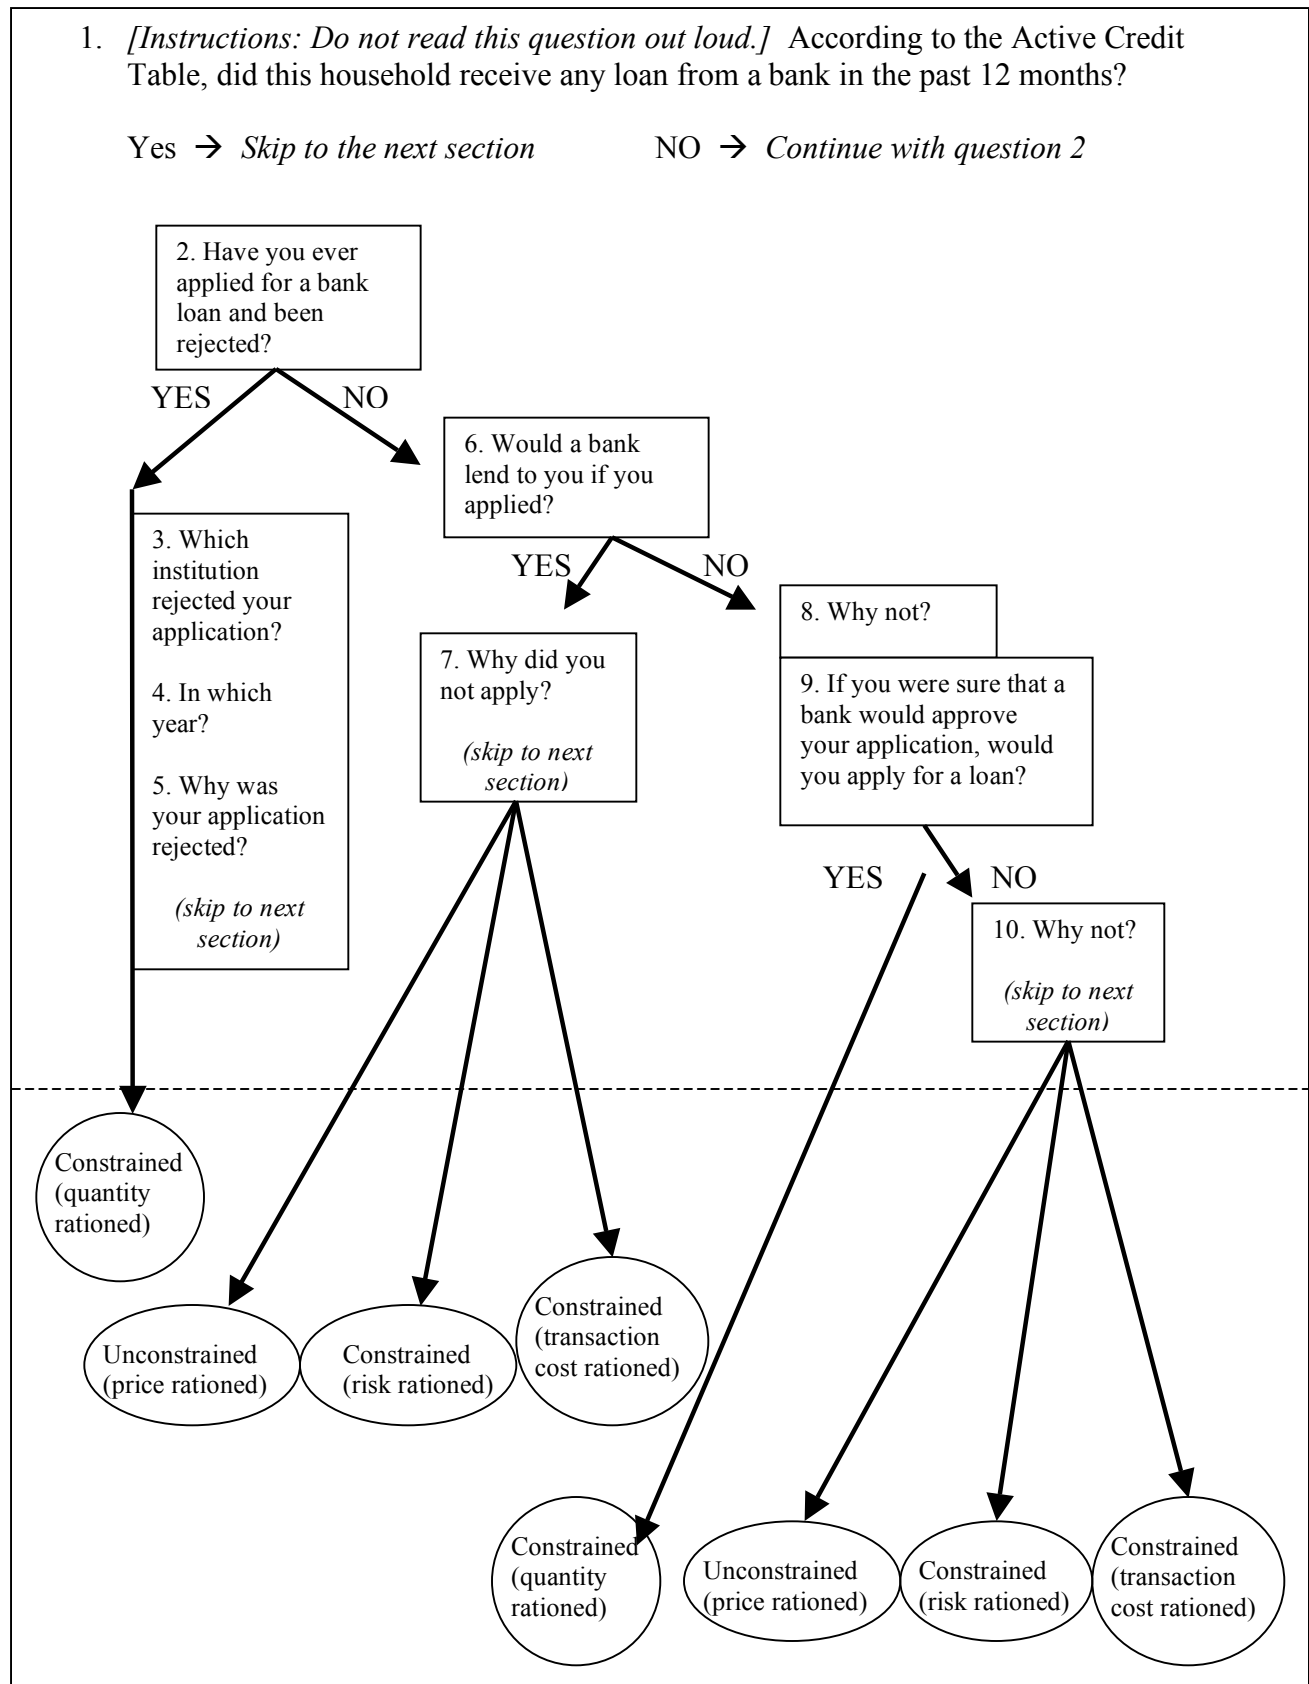 1. [Instructions: Do not read this question out loud.] According to the Active Credit
Table, did this household receive any loan from a bank in the past 12 months?
Yes → Skip to the next section NO → Continue with question 2
2. Have you ever
applied for a bank
loan and been
rejected?
YES NO
3. Which
institution
rejected your
application?
4. In which
year?
5. Why was
your application
rejected?
(skip to next
section)
6. Would a bank
lend to you if you
applied?
YES NO
7. Why did you
not apply?
(skip to next
section)
8. Why not?
9. If you were sure that a
bank would approve
your application, would
you apply for a loan?
YES NO
10. Why not?
(skip to next
section)
Constrained
(quantity
rationed)
Unconstrained
(price rationed)
Constrained
(risk rationed)
Constrained
(transaction
cost rationed)
Constrained
(quantity
rationed)
Unconstrained
(price rationed)
Constrained
(risk rationed)
Constrained
(transaction
cost rationed)